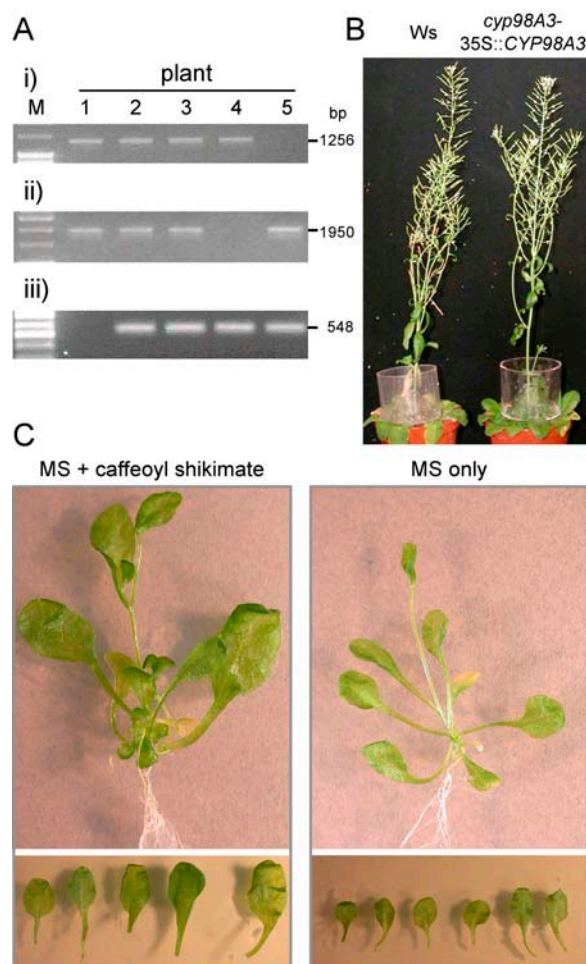 A
B
Ws
cyp98A3-
35S::CYP98A3
plant
i)
M 1 2 3 4 5 bp
1256
ii)
1950
iii)
548
C
MS + caffeoyl shikimate
MS only